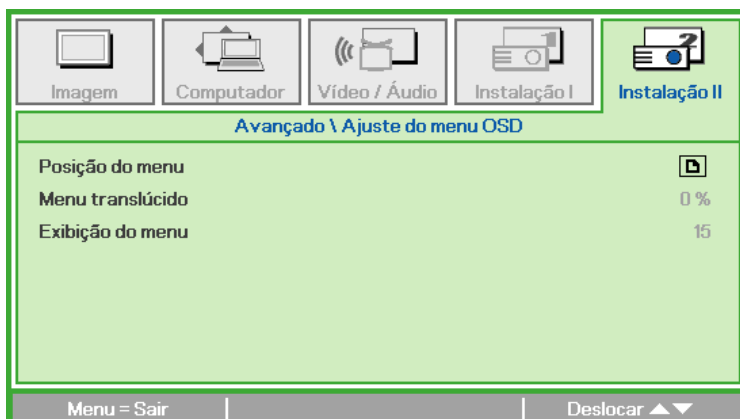 Imagem
Computador
Vídeo / Áudio
Instalação I
Instalação II
Avançado \ Ajuste do menu OSD
Posição do menu
Menu translúcido 0 %
Exibição do menu 15
Menu = Sair Deslocar ▲▼